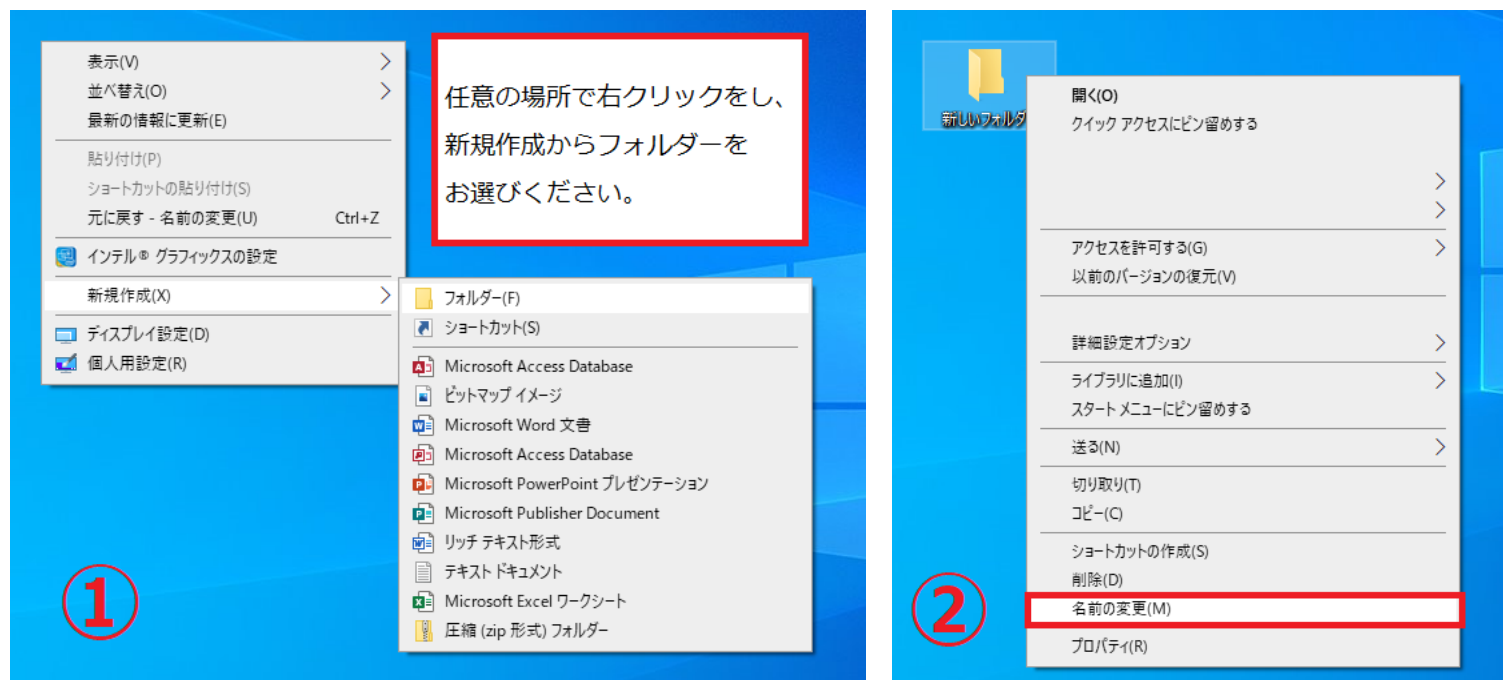 表示(V)
並べ替え(O)
最新の情報に更新(E)
貼り付け(P)
ショートカットの貼り付け(S)
元に戻す - 名前の変更(U) Ctrl+Z
インテル® グラフィックスの設定
新規作成(X)
ディスプレイ設定(D)
個人用設定(R)
任意の場所で右クリックをし、
新規作成からフォルダーを
お選びください。
フォルダー(F)
ショートカット(S)
Microsoft Access Database
ビットマップ イメージ
Microsoft Word 文書
Microsoft Access Database
Microsoft PowerPoint プレゼンテーション
Microsoft Publisher Document
リッチ テキスト形式
テキスト ドキュメント
Microsoft Excel ワークシート
圧縮 (zip 形式) フォルダー
①
新しいフォルダ
開く(O)
クイック アクセスにピン留めする
アクセスを許可する(G)
以前のバージョンの復元(V)
詳細設定オプション
ライブラリに追加(I)
スタート メニューにピン留めする
送る(N)
切り取り(T)
コピー(C)
ショートカットの作成(S)
削除(D)
名前の変更(M)
プロパティ(R)
②